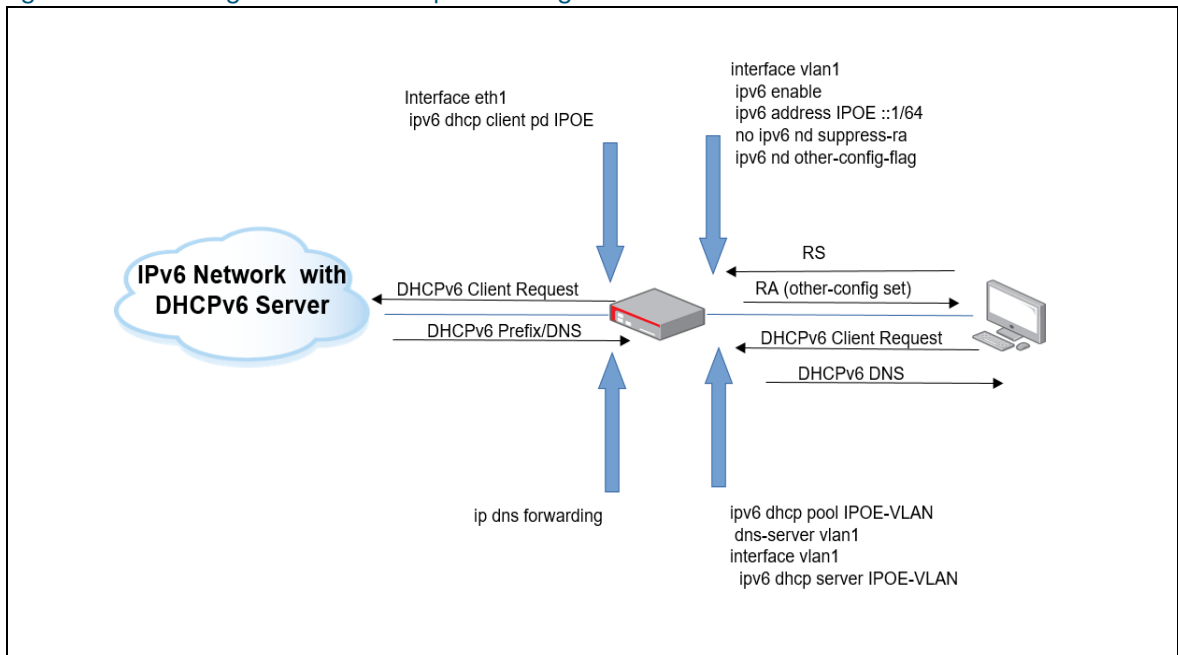 Interface eth1
ipv6 dhcp client pd IPOE
interface vlan1
ipv6 enable
ipv6 address IPOE ::1/64
no ipv6 nd suppress-ra
ipv6 nd other-config-flag
IPv6 Network with
DHCPv6 Server
DHCPv6 Client Request
DHCPv6 Prefix/DNS
RS
RA (other-config set)
DHCPv6 Client Request
DHCPv6 DNS
ip dns forwarding
ipv6 dhcp pool IPOE-VLAN
dns-server vlan1
interface vlan1
ipv6 dhcp server IPOE-VLAN